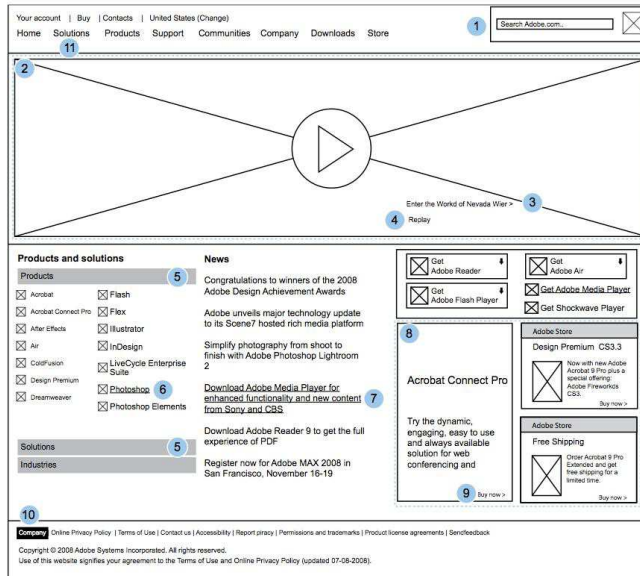 Your account | Buy | Contacts | United States (Change)
Home Solutions Products Support Communities Company Downloads Store
1
Search Adobe.com..
11
2
3
Enter the Workd of Nevada Wier >
4
Replay
Products and solutions
Products
5
Acrobat
Acrobat Connect Pro
After Effects
Air
ColdFusion
Design Premium
Dreamweaver
Flash
Flex
Illustrator
InDesign
LiveCycle Enterprise
Suite
Photoshop
6
Photoshop Elements
Solutions
5
Industries
News
Congratulations to winners of the 2008
Adobe Design Achievement Awards
Adobe unveils major technology update
to its Scene7 hosted rich media platform
Simplify photography from shoot to
finish with Adobe Photoshop Lightroom
2
Download Adobe Media Player for
enhanced functionality and new content
from Sony and CBS
7
Download Adobe Reader 9 to get the full
experience of PDF
Register now for Adobe MAX 2008 in
San Francisco, November 16-19
Get
Adobe Reader
Get
Adobe Air
Get
Adobe Flash Player
Get Adobe Media Player
Get Shockwave Player
8
Acrobat Connect Pro
Try the dynamic,
engaging, easy to use
and always available
solution for web
conferencing and
9
Buy now >
Adobe Store
Design Premium CS3.3
Now with new Adobe
Acrobat 9 Pro plus a
special offering:
Adobe Fireworkds
CS3.
Buy now >
Adobe Store
Free Shipping
Order Acrobat 9 Pro
Extended and get
free shipping for a
limited time.
Buy now >
10
Company Online Privacy Policy | Terms of Use | Contact us | Accessibility | Report piracy | Permissions and trademarks | Product license agreements | Sendfeedback
Copyright © 2008 Adobe Systems Incorporated. All rights reserved.
Use of this website signifies your agreement to the Terms of Use and Online Privacy Policy (updated 07-08-2008).